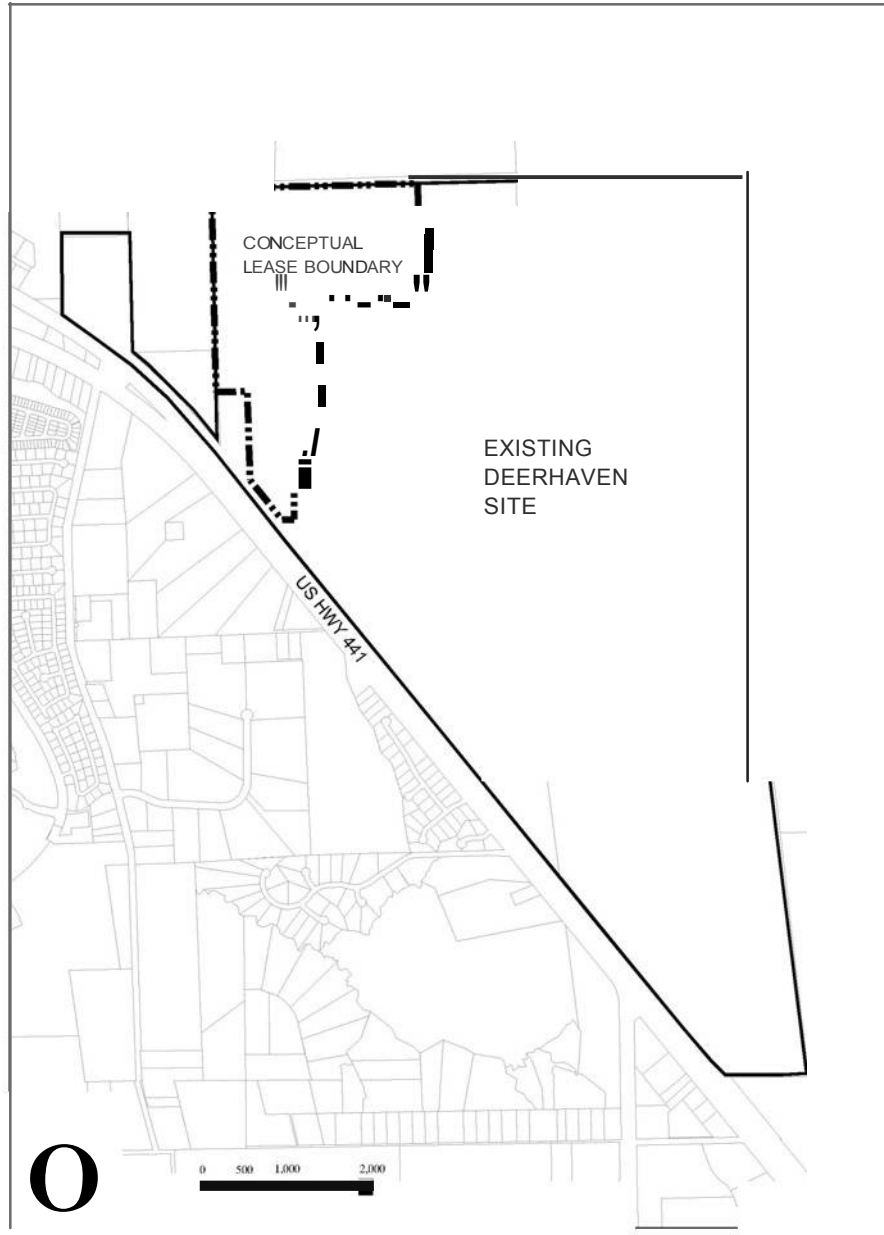 CONCEPTUAL
LEASE BOUNDARY
EXISTING
DEERHAVEN
SITE
US HWY 441
O
0 500 1,000 2,000